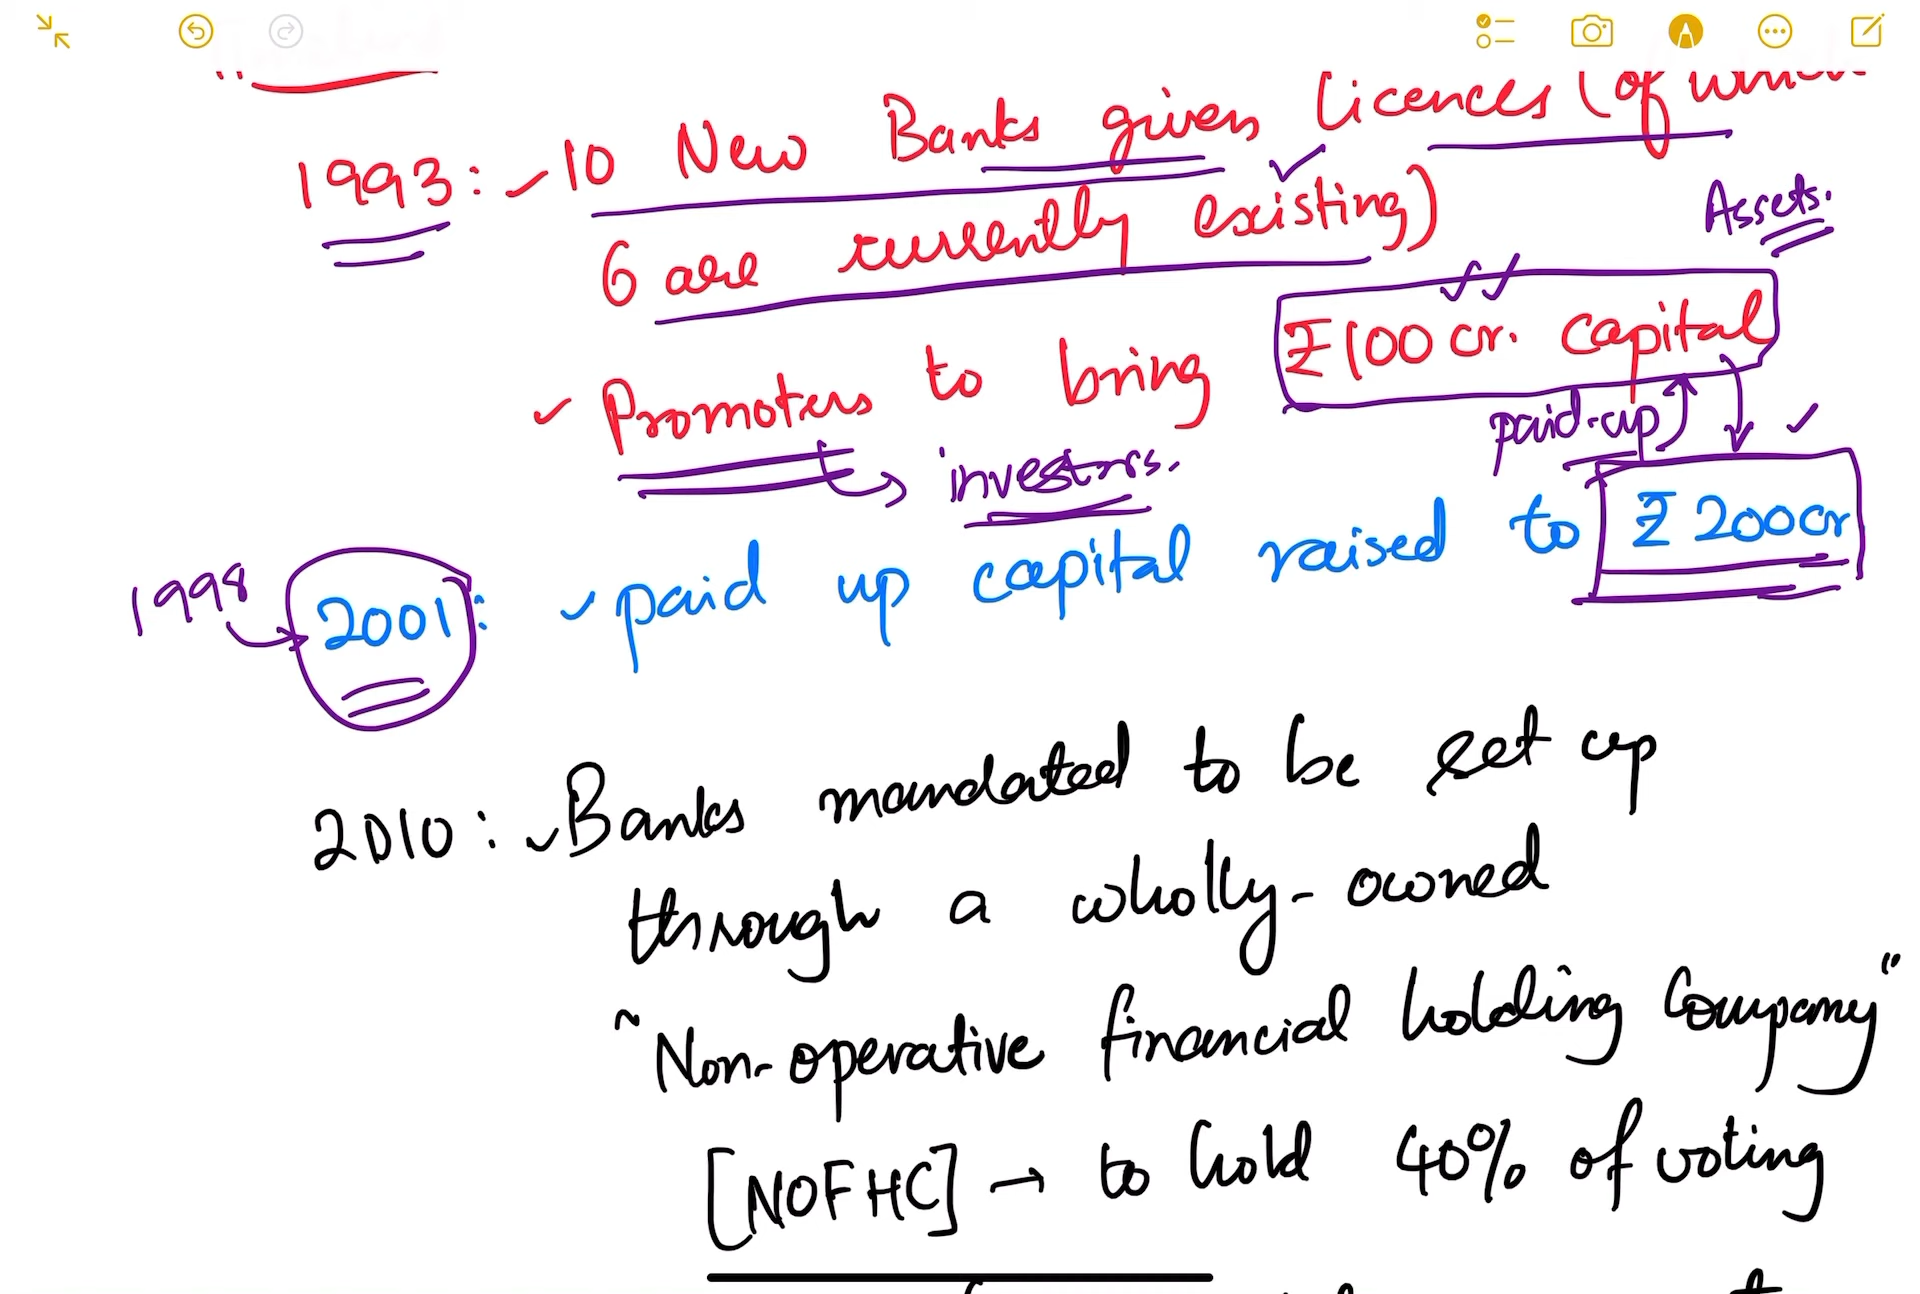 1993: - 10 New Banks given licences (of which
6 are currently existing)
Assets.
Promoters to bring ₹100 cr. capital
paid-up
investors.
1998
2001: paid up capital raised to ₹ 200 cr
2010: Banks mandated to be set up
through a wholly-owned
"Non-operative financial holding Company"
[NOFHC] → to hold 40% of voting